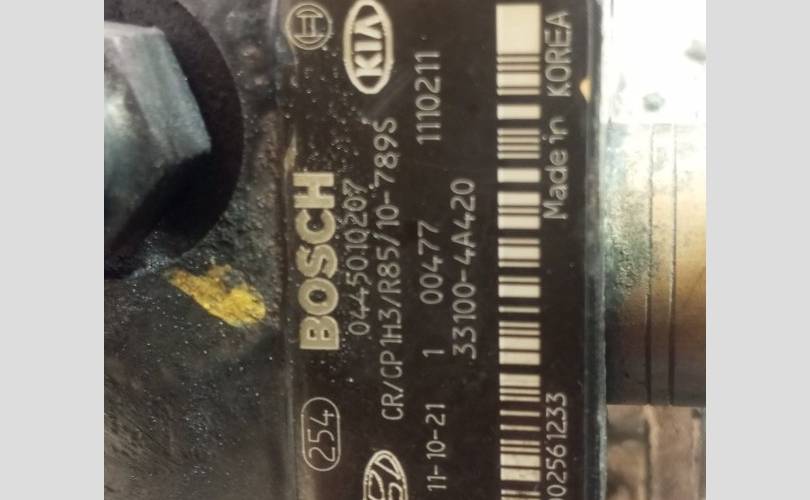 KIA
254 BOSCH
0445010207
CR/CP1H3/R85/10-789S
11-10-21 1 00477 1110211
33100-4A420
02561233 Made in KOREA